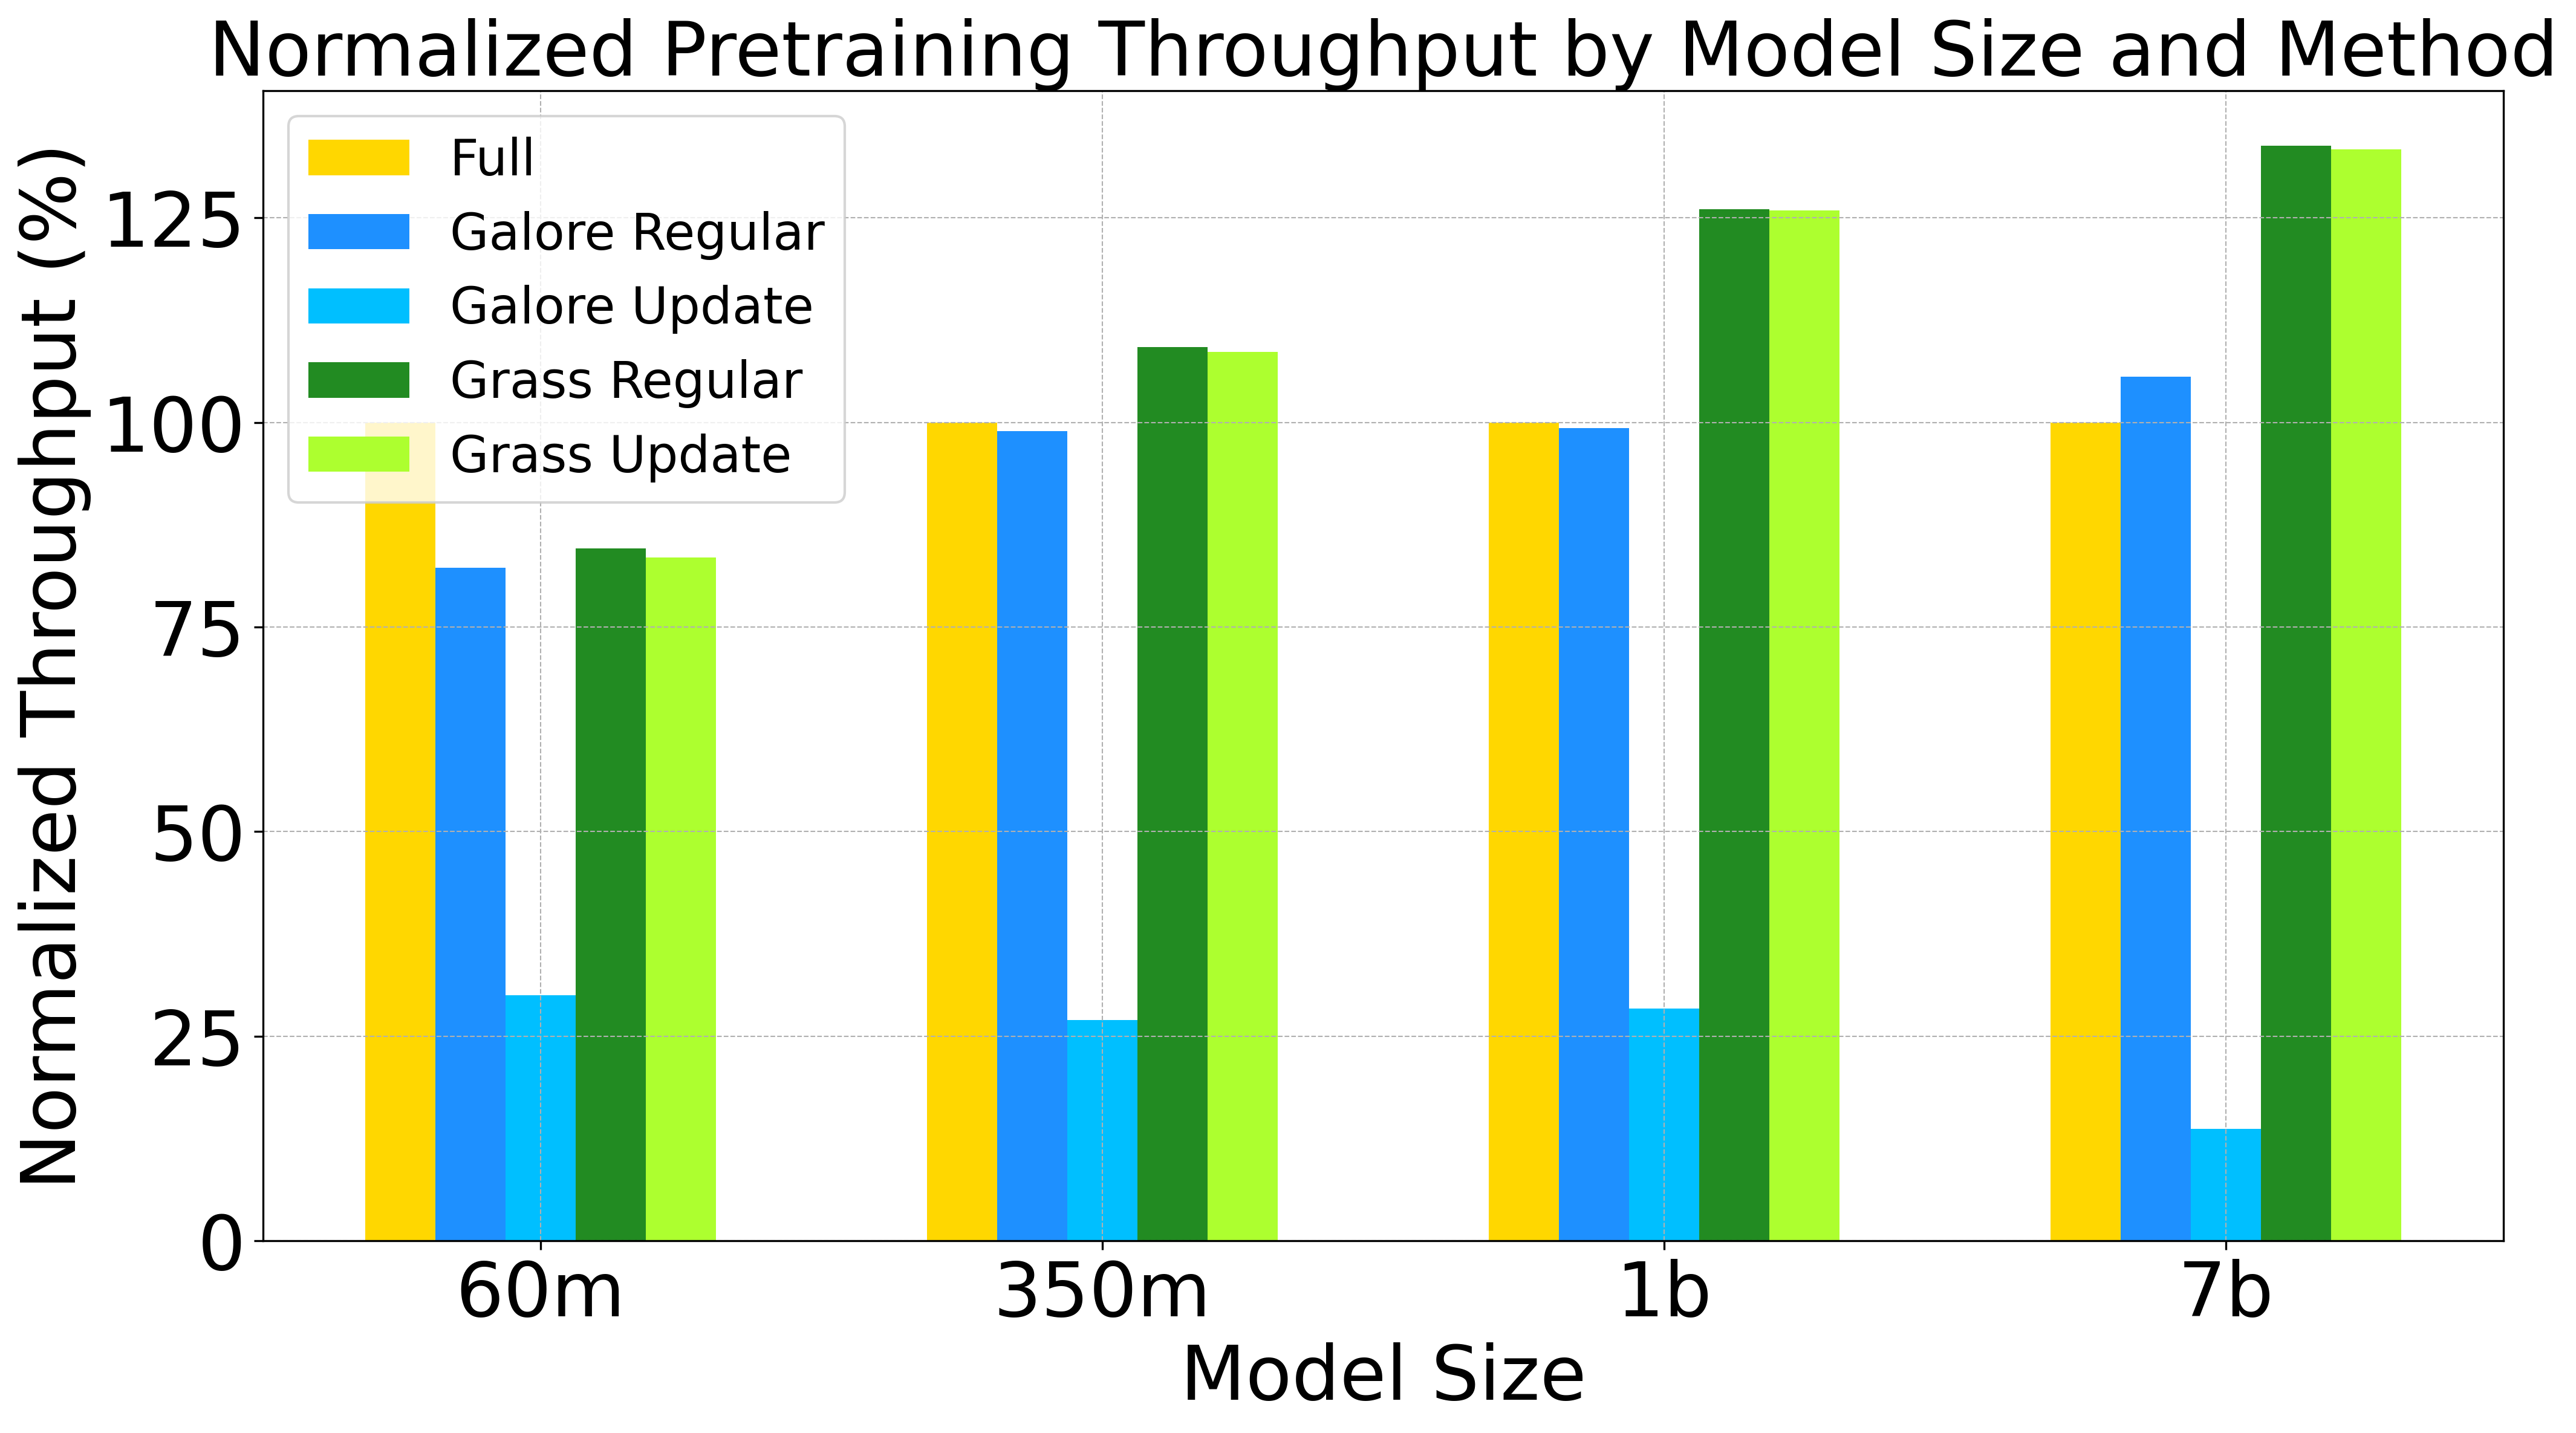 Normalized Pretraining Throughput by Model Size and Method
Normalized Throughput (%)
125
100
75
50
25
0
Full
Galore Regular
Galore Update
Grass Regular
Grass Update
60m
350m
1b
7b
Model Size